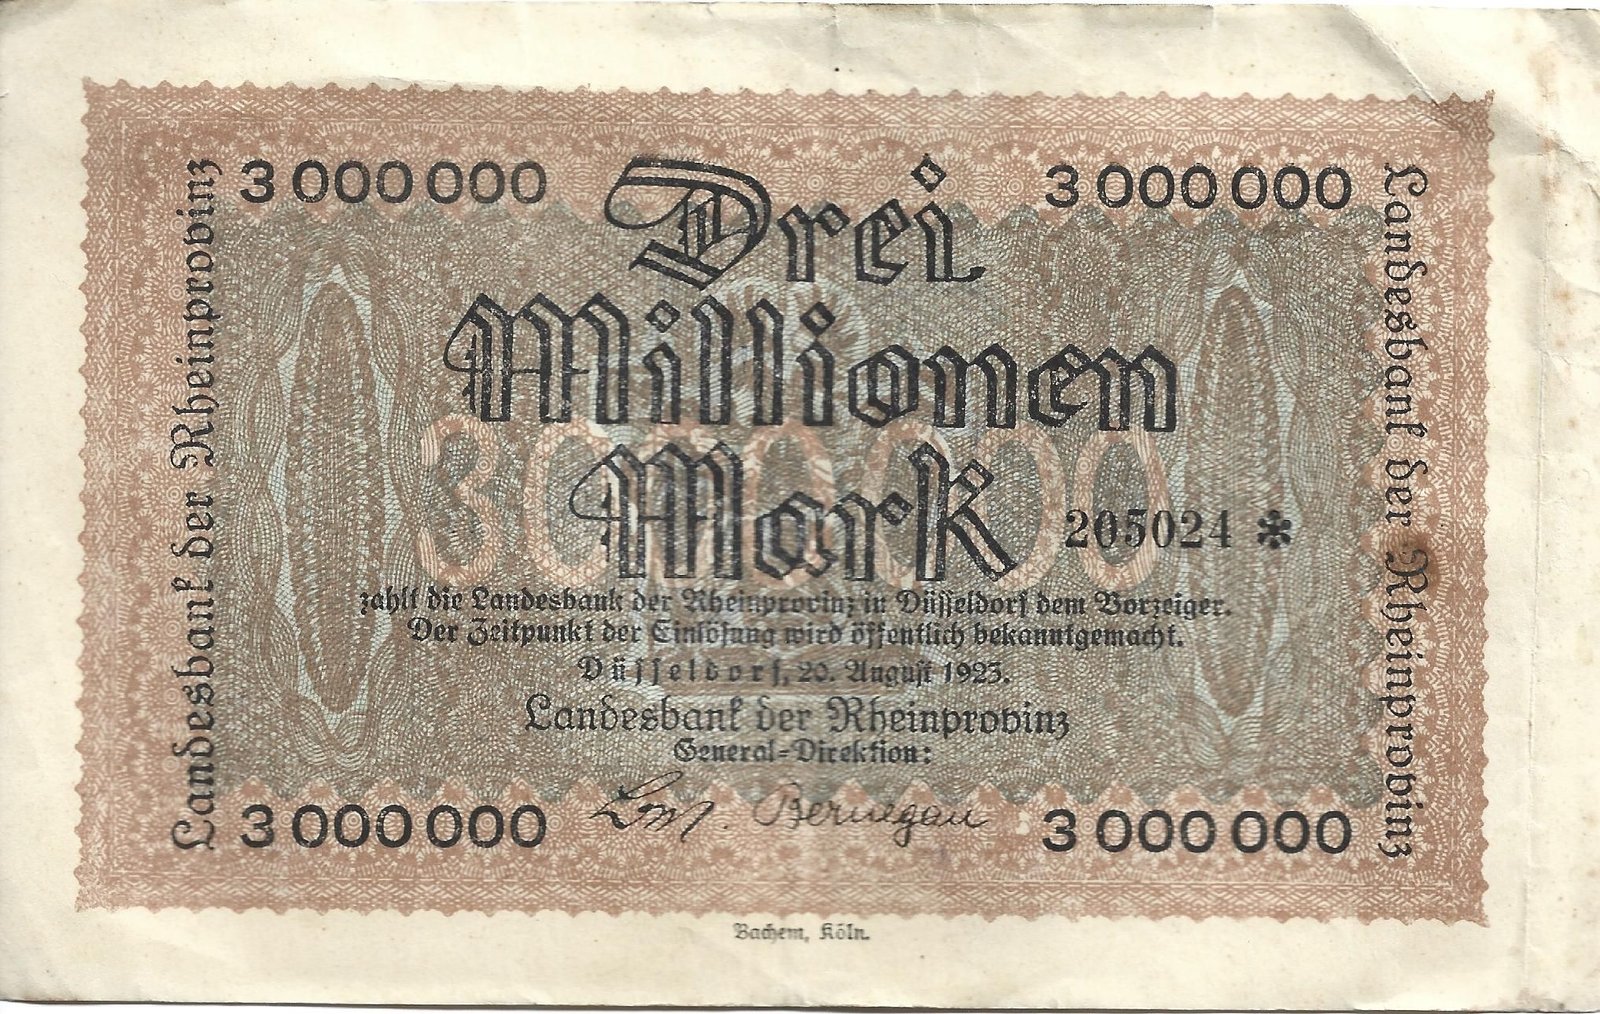 3 000 000
3 000 000
Landesbank der Rheinprovinz
Landesbank der Rheinprovinz
Drei
Millionen
Mark
3000000
205024 *
zahlt die Landesbank der Rheinprovinz in Düsseldorf dem Vorzeiger.
Der Zeitpunkt der Einlösung wird öffentlich bekanntgemacht.
Düsseldorf, 20. August 1923.
Landesbank der Rheinprovinz
General-Direktion:
Bernegau
3 000 000
3 000 000
Bachem, Köln.